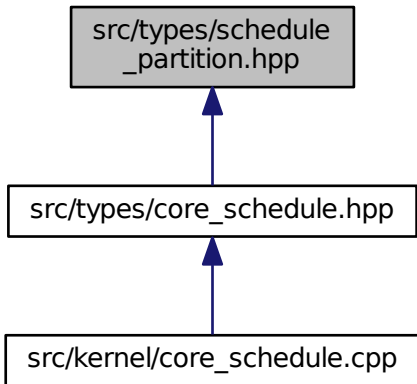 src/types/schedule
_partition.hpp
src/types/core_schedule.hpp
src/kernel/core_schedule.cpp